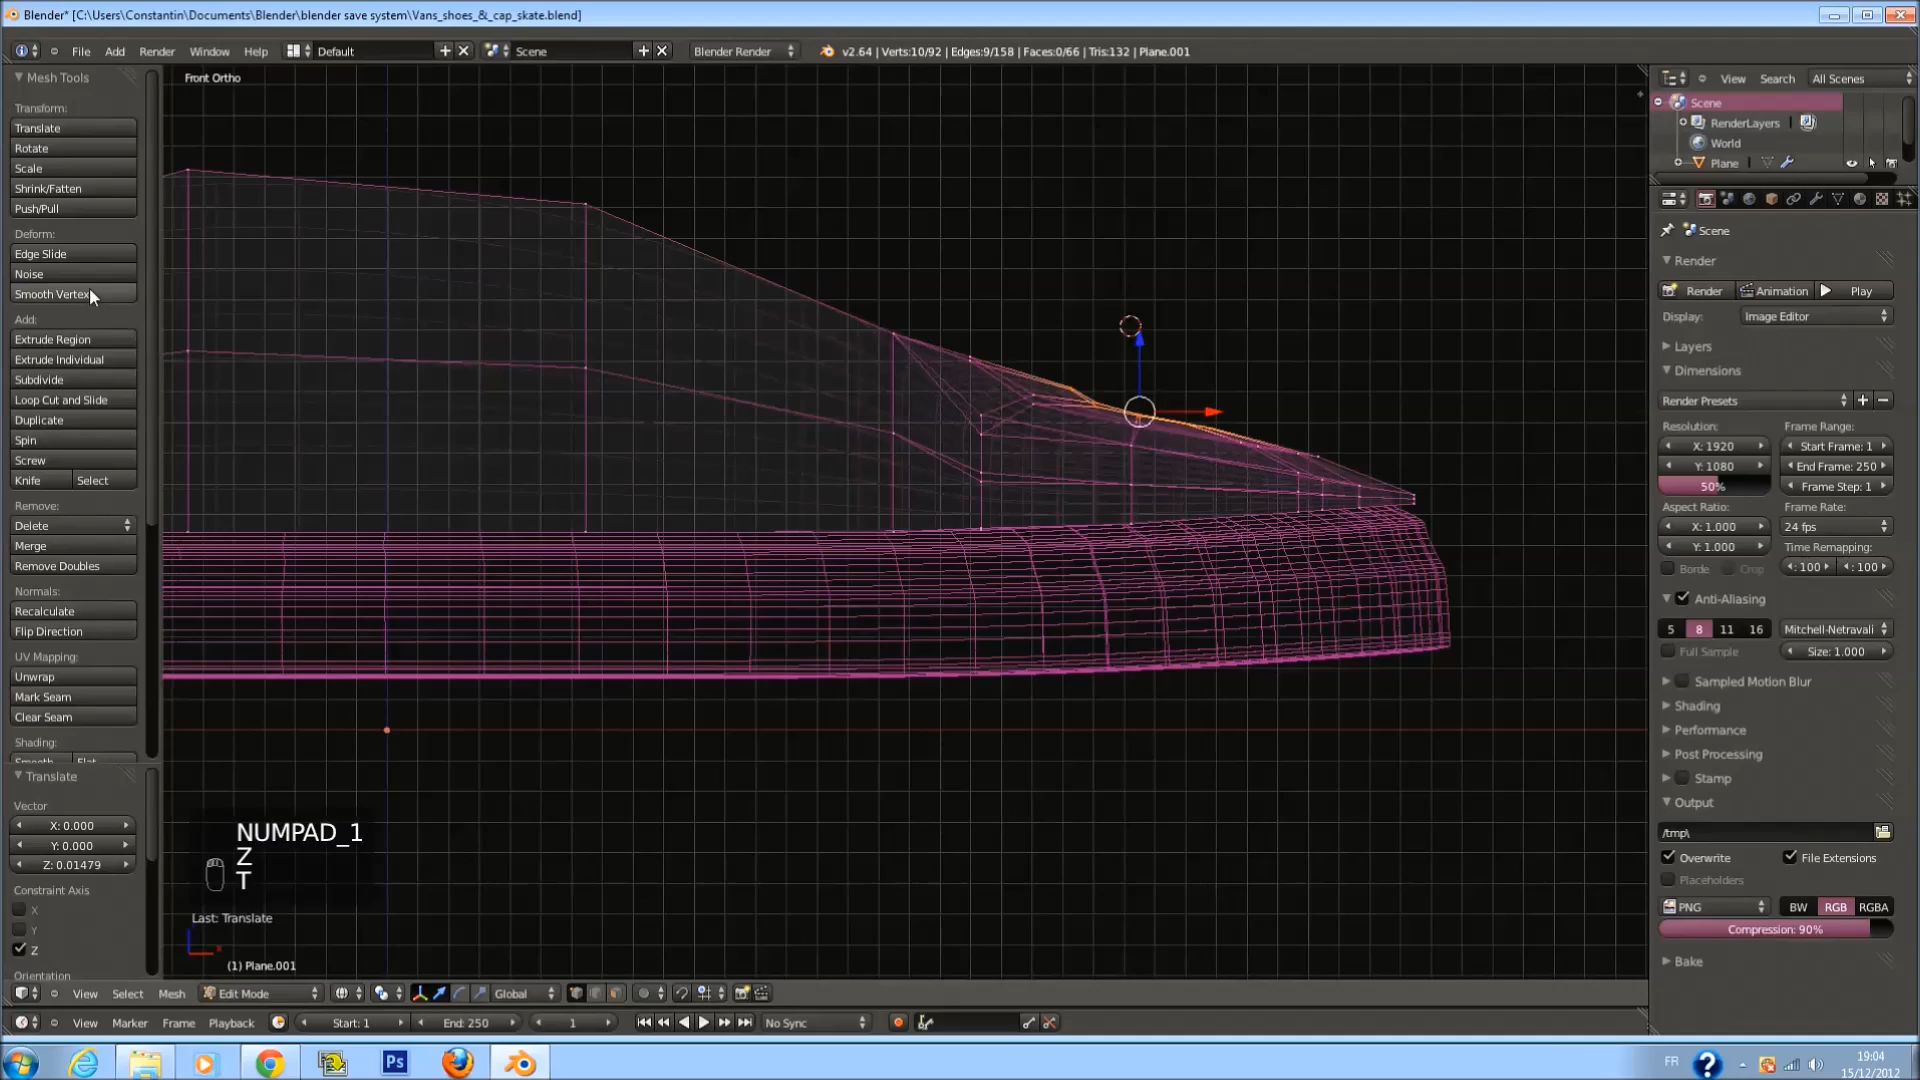 Blender* [C:\Users\Constantin\Documents\Blender\blender save system\Vans_shoes_&_cap_skate.blend]
File Add Render Window Help Default Scene Blender Render v2.64 | Verts:10/92 | Edges:9/158 | Faces:0/66 | Tris:132 | Plane.001
Mesh Tools
Transform:
Translate
Rotate
Scale
Shrink/Fatten
Push/Pull
Deform:
Edge Slide
Noise
Smooth Vertex
Add:
Extrude Region
Extrude Individual
Subdivide
Loop Cut and Slide
Duplicate
Spin
Screw
Knife Select
Remove:
Delete
Merge
Remove Doubles
Normals:
Recalculate
Flip Direction
UV Mapping:
Unwrap
Mark Seam
Clear Seam
Shading:
Smooth Flat
Translate
Vector
X: 0.000
Y: 0.000
Z: 0.01479
Constraint Axis
X
Y
Z
Orientation
Front Ortho
NUMPAD_1
Z
T
Last: Translate
(1) Plane.001
View Search All Scenes
Scene
RenderLayers
World
Plane
Scene
Render
Render Animation Play
Display: Image Editor
Layers
Dimensions
Render Presets
Resolution: Frame Range:
X: 1920 Start Frame: 1
Y: 1080 End Frame: 250
50% Frame Step: 1
Aspect Ratio: Frame Rate:
X: 1.000 24 fps
Y: 1.000 Time Remapping:
Borde Crop : 100 : 100
Anti-Aliasing
5 8 11 16 Mitchell-Netravali
Full Sample Size: 1.000
Sampled Motion Blur
Shading
Performance
Post Processing
Stamp
Output
/tmp\
Overwrite File Extensions
Placeholders
PNG BW RGB RGBA
Compression: 90%
Bake
View Select Mesh Edit Mode Global
View Marker Frame Playback Start: 1 End: 250 1 No Sync
Ps FR 19:04
15/12/2012